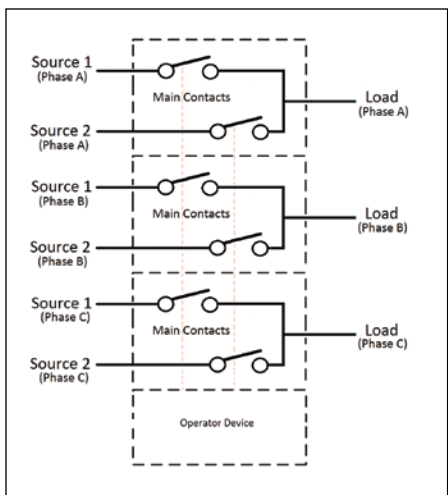 Source 1
(Phase A)
Main Contacts
Load
(Phase A)
Source 2
(Phase A)
Source 1
(Phase B)
Main Contacts
Load
(Phase B)
Source 2
(Phase B)
Source 1
(Phase C)
Main Contacts
Load
(Phase C)
Source 2
(Phase C)
Operator Device